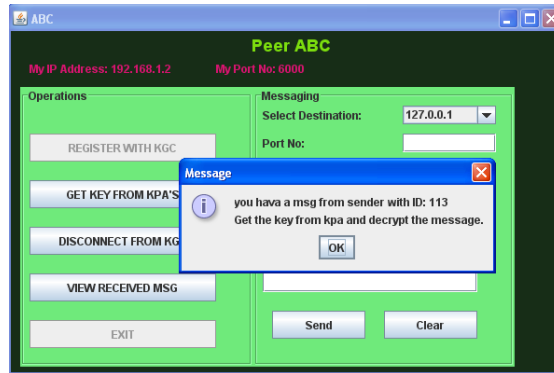 ABC
Peer ABC
My IP Address: 192.168.1.2 My Port No: 6000
Operations
REGISTER WITH KGC
GET KEY FROM KPA'S
DISCONNECT FROM KG
VIEW RECEIVED MSG
EXIT
Messaging
Select Destination: 127.0.0.1
Port No:
Message
you hava a msg from sender with ID: 113
Get the key from kpa and decrypt the message.
OK
Send Clear